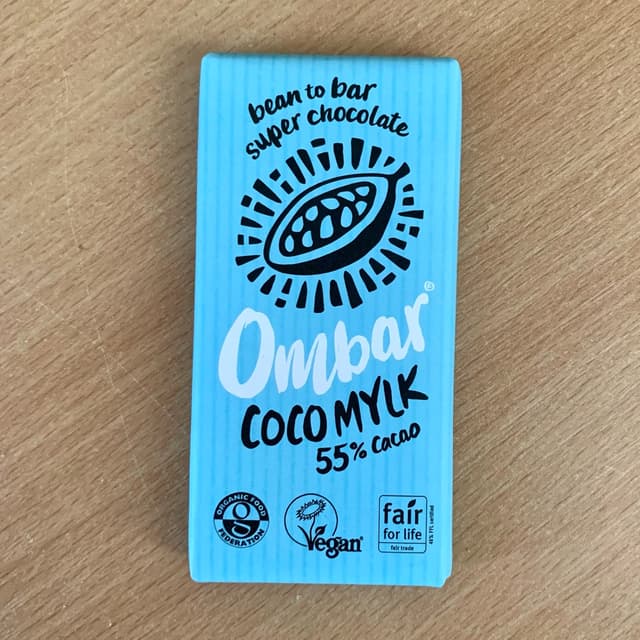 bean to bar
super chocolate
Ombar®
COCO MYLK
55% Cacao
ORGANIC FOOD
FEDERATION
Vegan
fair
for life
fair trade